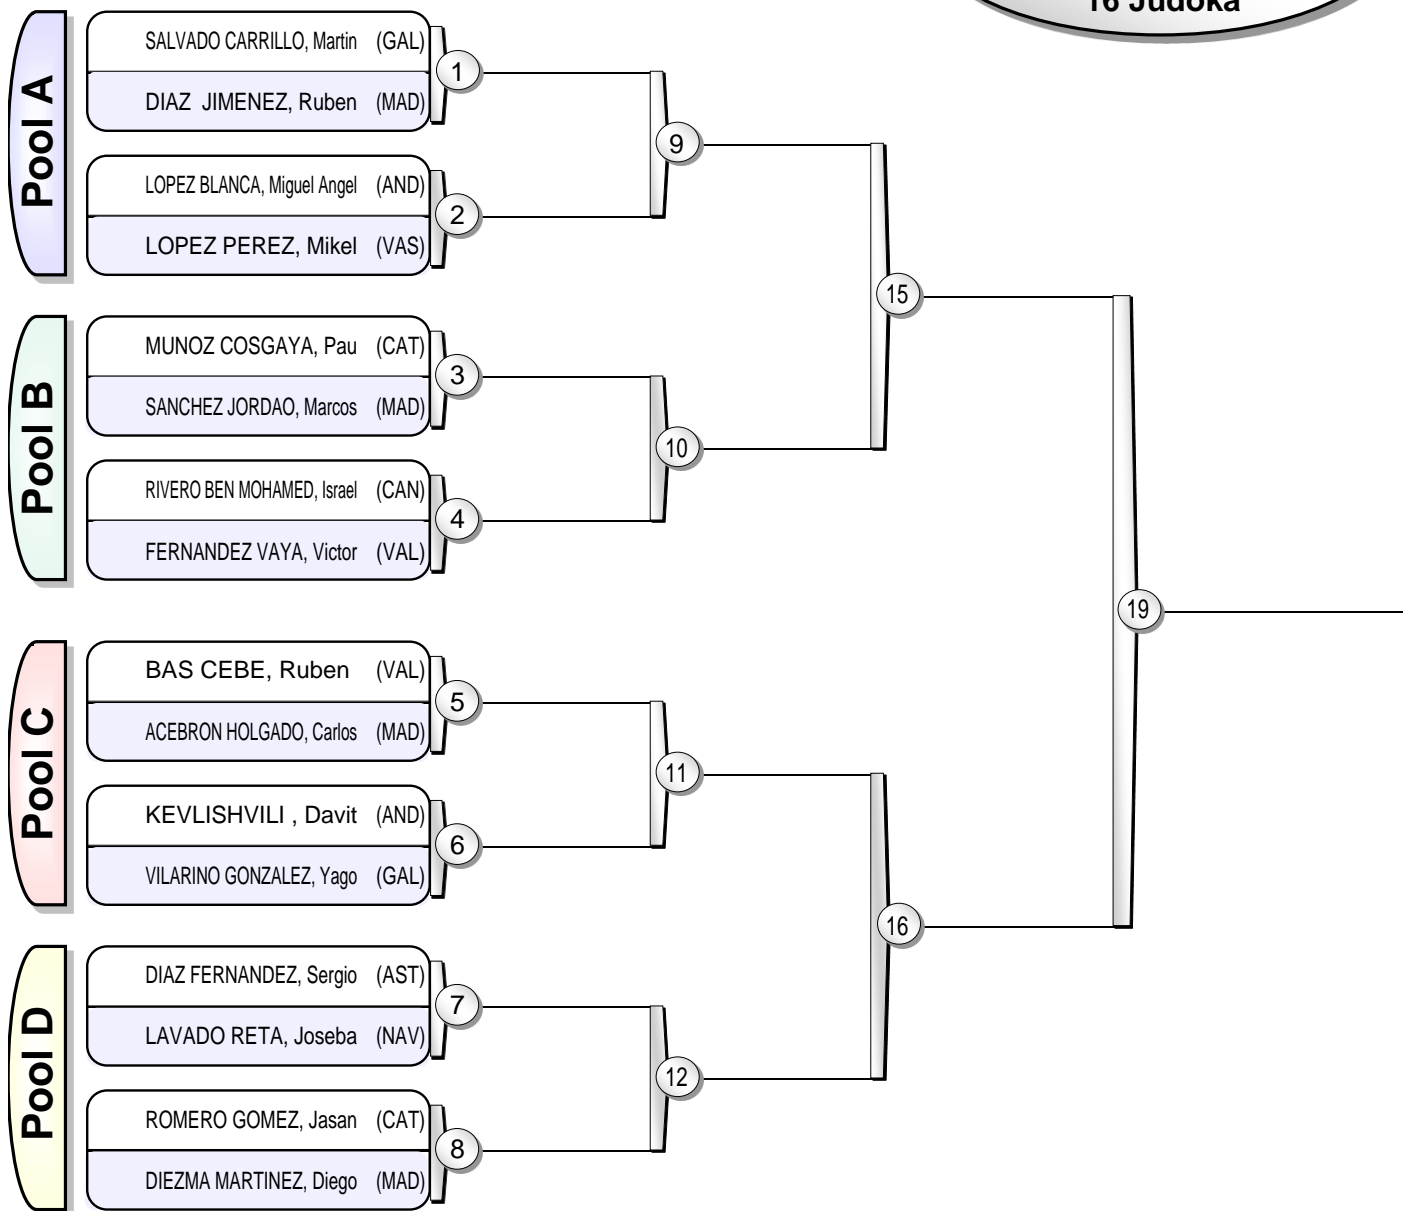 16 Judoka
Pool A
SALVADO CARRILLO, Martin (GAL)
1
DIAZ  JIMENEZ, Ruben (MAD)
9
LOPEZ BLANCA, Miguel Angel (AND)
2
LOPEZ PEREZ, Mikel (VAS)
15
Pool B
MUNOZ COSGAYA, Pau (CAT)
3
SANCHEZ JORDAO, Marcos (MAD)
10
RIVERO BEN MOHAMED, Israel (CAN)
4
FERNANDEZ VAYA, Victor (VAL)
19
Pool C
BAS CEBE, Ruben (VAL)
5
ACEBRON HOLGADO, Carlos (MAD)
11
KEVLISHVILI , Davit (AND)
6
VILARINO GONZALEZ, Yago (GAL)
16
Pool D
DIAZ FERNANDEZ, Sergio (AST)
7
LAVADO RETA, Joseba (NAV)
12
ROMERO GOMEZ, Jasan (CAT)
8
DIEZMA MARTINEZ, Diego (MAD)